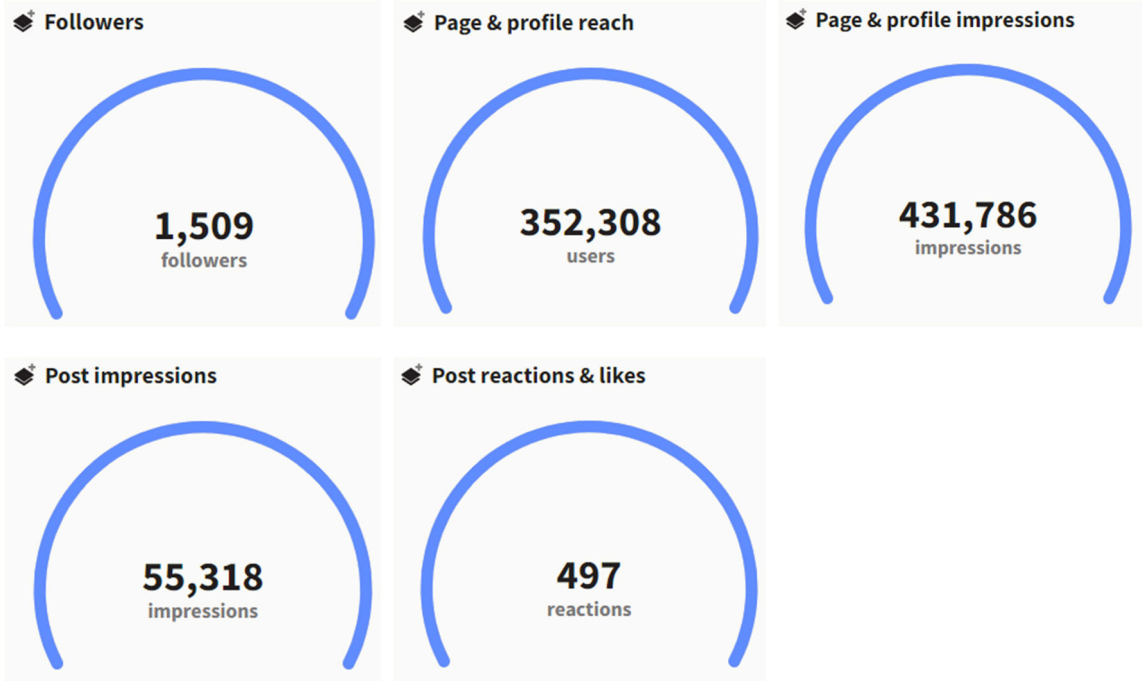 Followers
1,509
followers
Page & profile reach
352,308
users
Page & profile impressions
431,786
impressions
Post impressions
55,318
impressions
Post reactions & likes
497
reactions